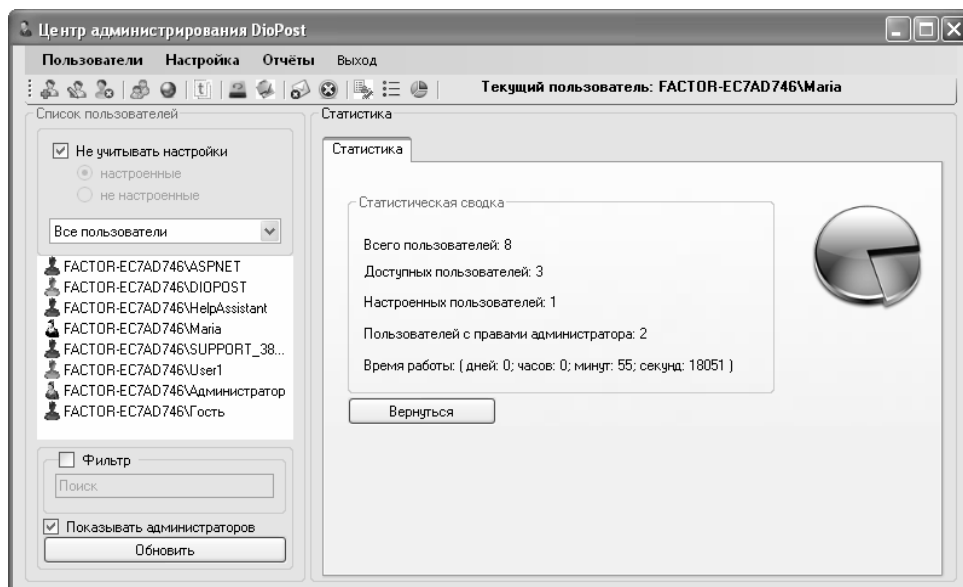 Центр администрирования DioPost
Пользователи Настройка Отчёты Выход
Текущий пользователь: FACTOR-EC7AD746\Maria
Список пользователей
Не учитывать настройки
настроенные
не настроенные
Все пользователи
FACTOR-EC7AD746\ASPNET
FACTOR-EC7AD746\DIOPOST
FACTOR-EC7AD746\HelpAssistant
FACTOR-EC7AD746\Maria
FACTOR-EC7AD746\SUPPORT_38...
FACTOR-EC7AD746\User1
FACTOR-EC7AD746\Администратор
FACTOR-EC7AD746\Гость
Фильтр
Поиск
Показывать администраторов
Обновить
Статистика
Статистика
Статистическая сводка
Всего пользователей: 8
Доступных пользователей: 3
Настроенных пользователей: 1
Пользователей с правами администратора: 2
Время работы: ( дней: 0; часов: 0; минут: 55; секунд: 18051 )
Вернуться